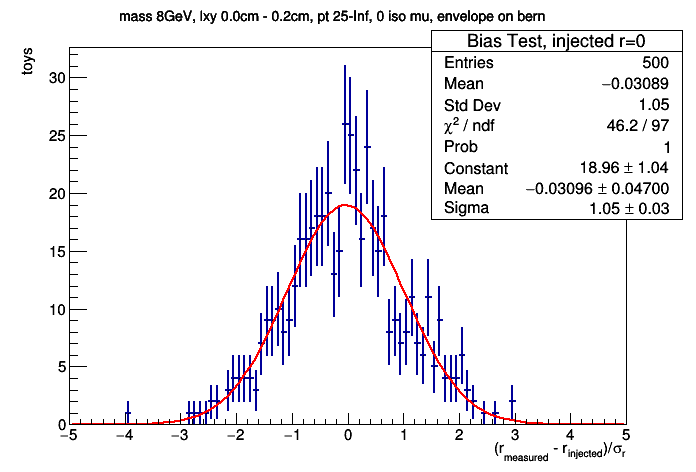 mass 8GeV, lxy 0.0cm - 0.2cm, pt 25-Inf, 0 iso mu, envelope on bern
toys
Bias Test, injected r=0
Entries 500
Mean −0.03089
Std Dev 1.05
χ² / ndf 46.2 / 97
Prob 1
Constant 18.96 ± 1.04
Mean −0.03096 ± 0.04700
Sigma 1.05 ± 0.03
30
25
20
15
10
5
0
−5 −4 −3 −2 −1 0 1 2 3 4 5
(r_measured - r_injected)/σ_r